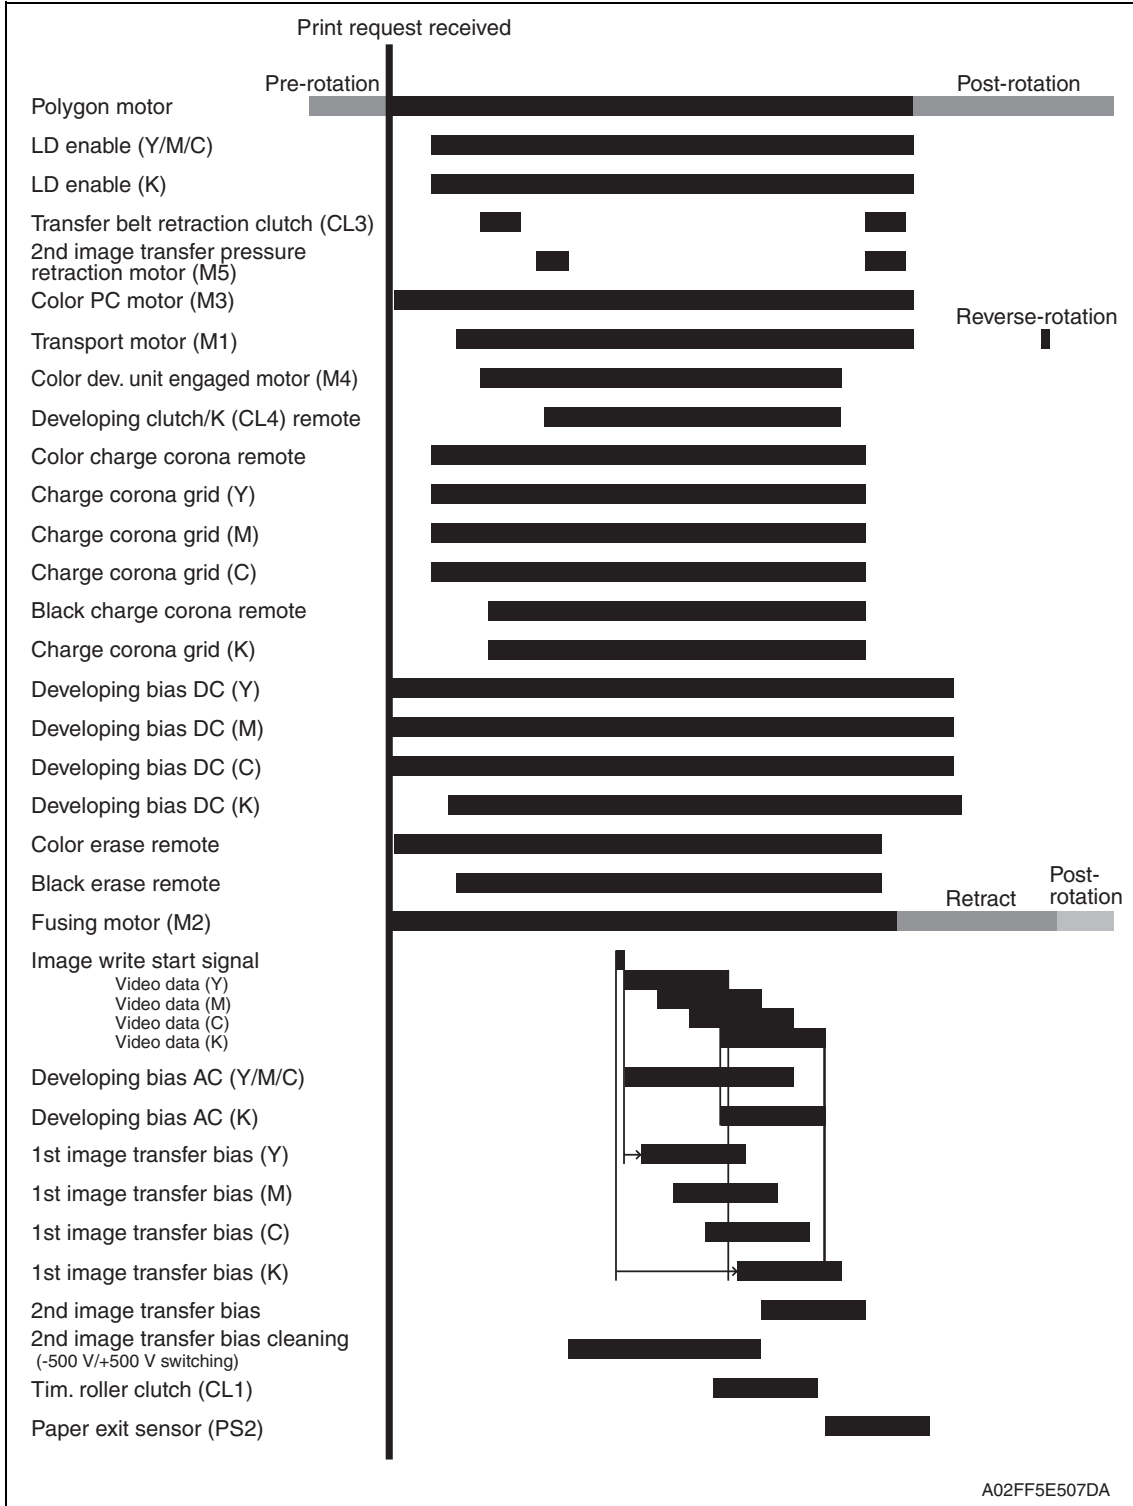 Print request received
Pre-rotation
Post-rotation
Polygon motor
LD enable (Y/M/C)
LD enable (K)
Transfer belt retraction clutch (CL3)
2nd image transfer pressure
retraction motor (M5)
Color PC motor (M3)
Reverse-rotation
Transport motor (M1)
Color dev. unit engaged motor (M4)
Developing clutch/K (CL4) remote
Color charge corona remote
Charge corona grid (Y)
Charge corona grid (M)
Charge corona grid (C)
Black charge corona remote
Charge corona grid (K)
Developing bias DC (Y)
Developing bias DC (M)
Developing bias DC (C)
Developing bias DC (K)
Color erase remote
Black erase remote
Retract
Post-
rotation
Fusing motor (M2)
Image write start signal
Video data (Y)
Video data (M)
Video data (C)
Video data (K)
Developing bias AC (Y/M/C)
Developing bias AC (K)
1st image transfer bias (Y)
1st image transfer bias (M)
1st image transfer bias (C)
1st image transfer bias (K)
2nd image transfer bias
2nd image transfer bias cleaning
(-500 V/+500 V switching)
Tim. roller clutch (CL1)
Paper exit sensor (PS2)
A02FF5E507DA